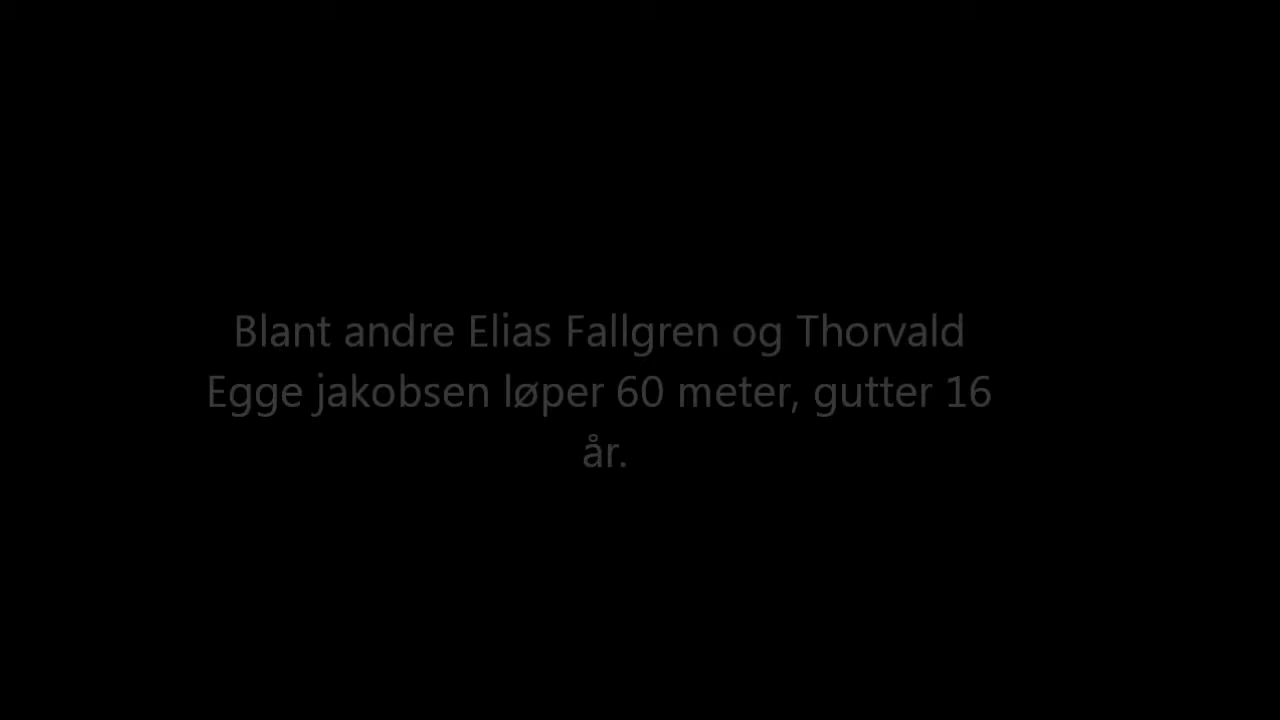 Blant andre Elias Fallgren og Thorvald
Egge jakobsen løper 60 meter, gutter 16
år.